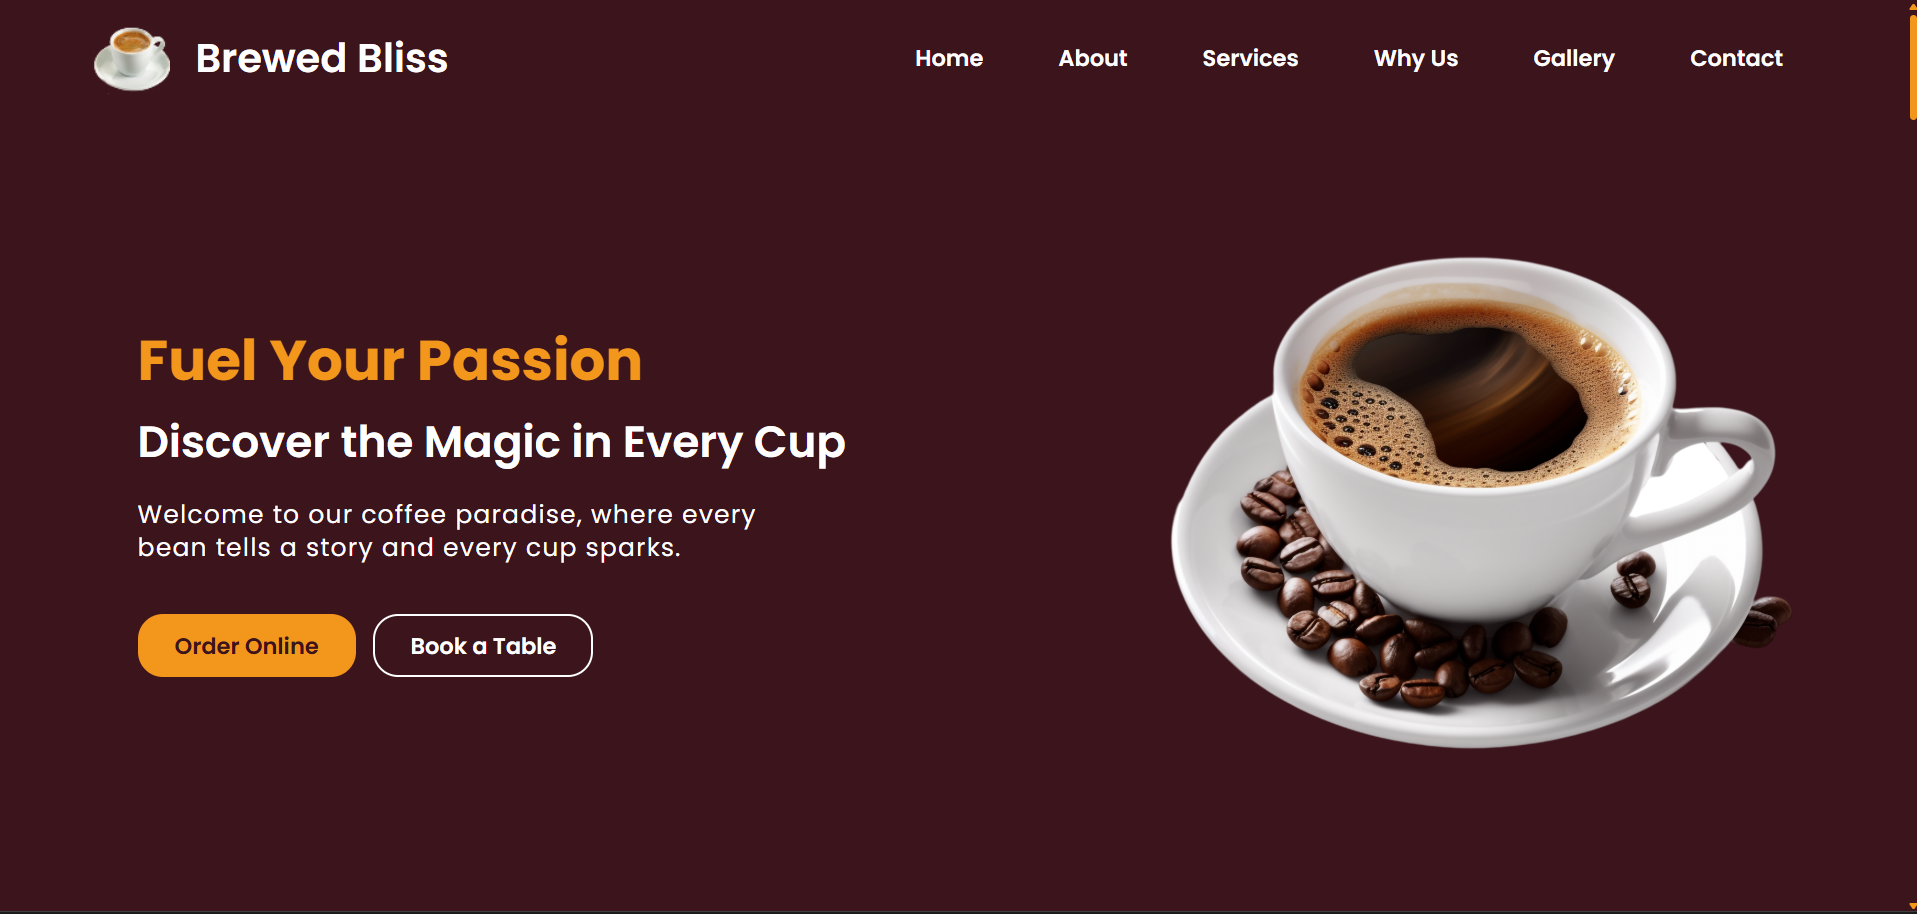 Brewed Bliss
Home About Services Why Us Gallery Contact
Fuel Your Passion
Discover the Magic in Every Cup
Welcome to our coffee paradise, where every
bean tells a story and every cup sparks.
Order Online Book a Table